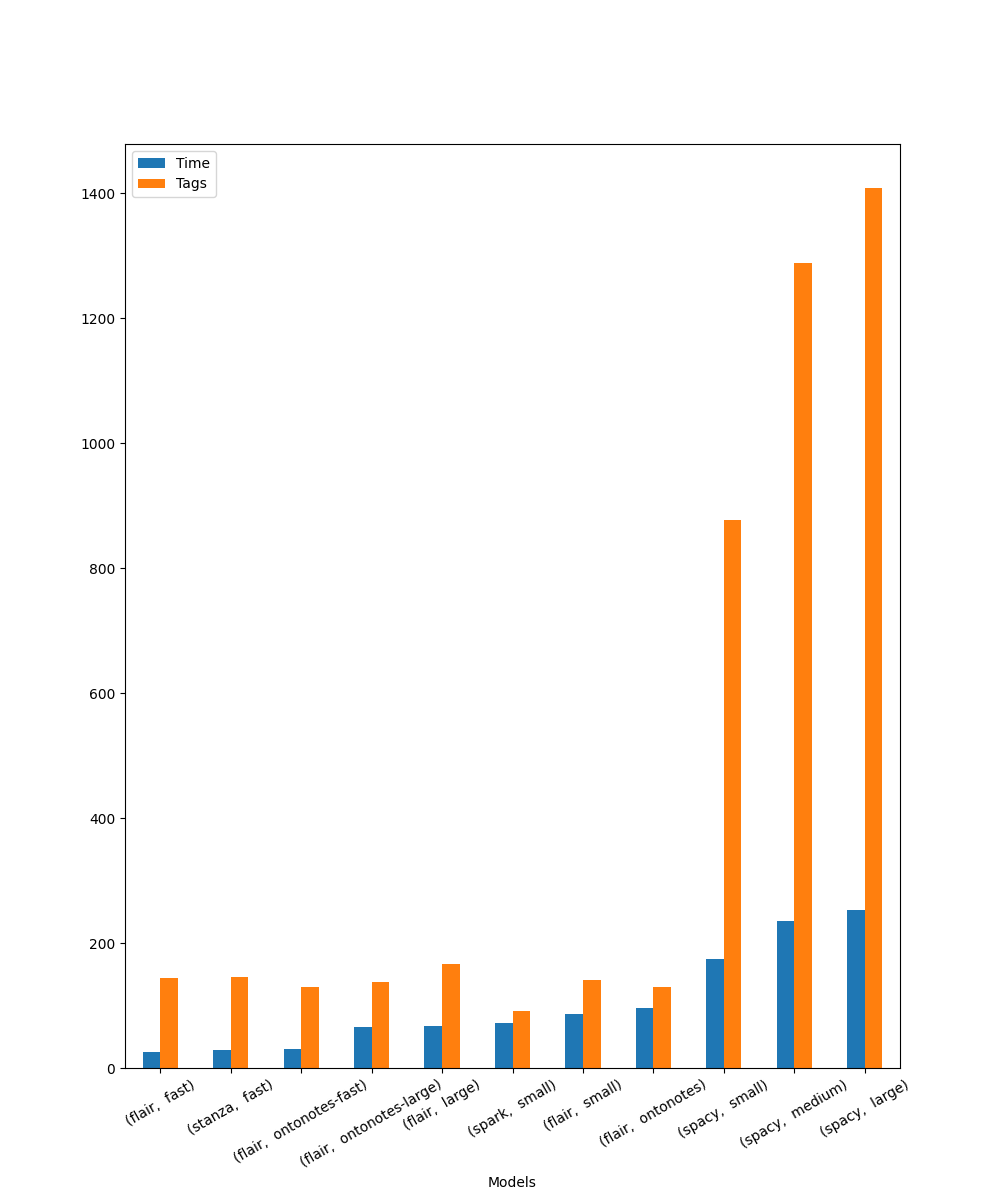 Time
Tags
1400
1200
1000
800
600
400
200
0
(flair, fast)
(stanza, fast)
(flair, ontonotes-fast)
(flair, ontonotes-large)
(flair, large)
(spark, small)
(flair, small)
(flair, ontonotes)
(spacy, small)
(spacy, medium)
(spacy, large)
Models